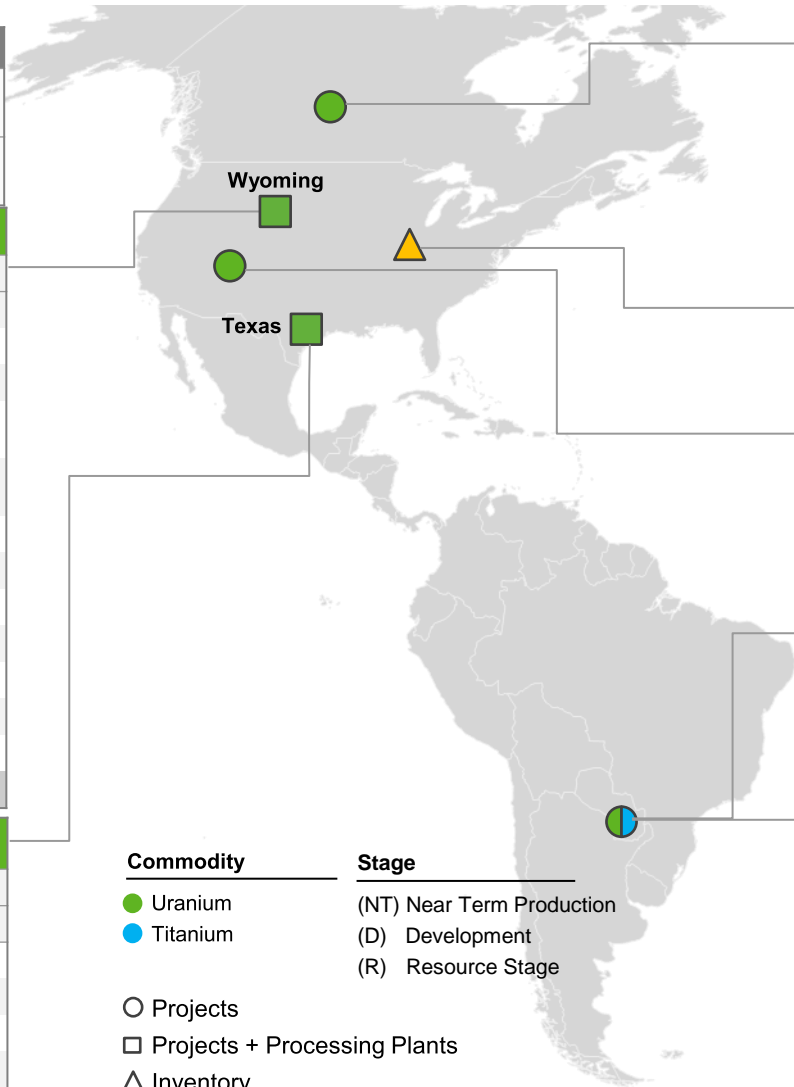 Wyoming
Texas
Commodity
Uranium
Titanium
Stage
(NT) Near Term Production
(D) Development
(R) Resource Stage
Projects
Projects + Processing Plants
Inventory